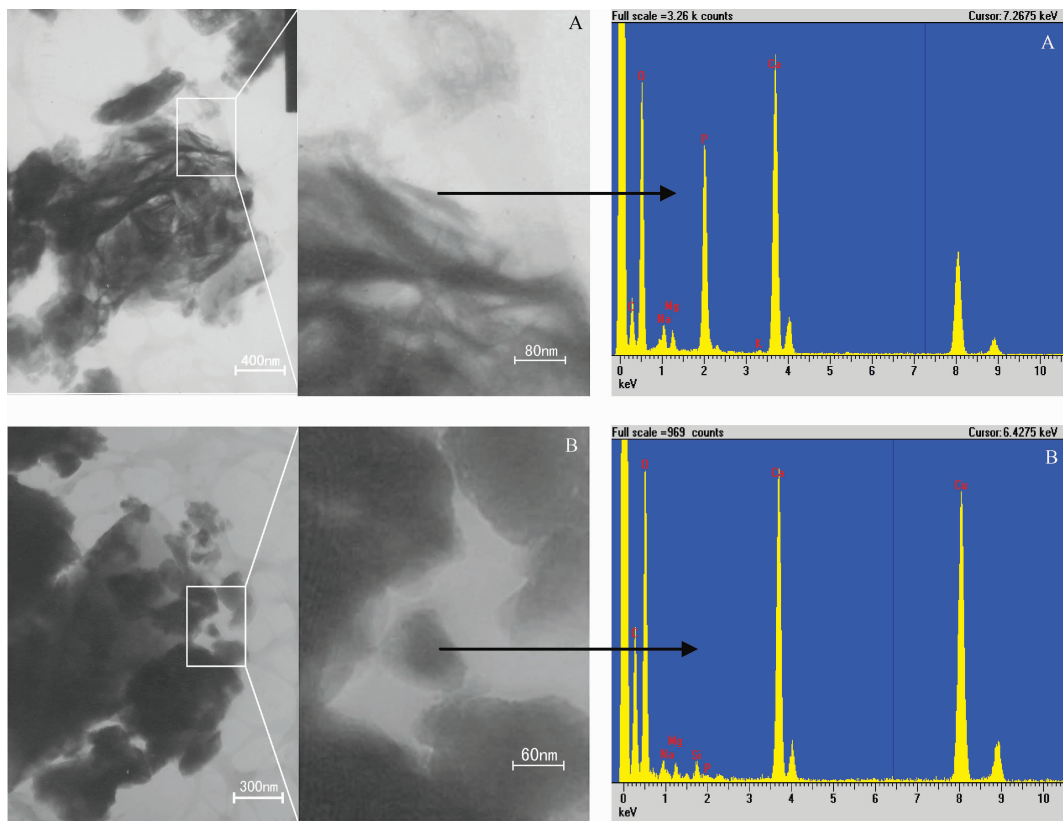 A
400nm
80nm
Full scale =3.26 k counts
Cursor: 7.2675 keV
A
O
Ca
P
C
Na
Mg
K
0 1 2 3 4 5 6 7 8 9 10
keV
B
300nm
60nm
Full scale =969 counts
Cursor: 6.4275 keV
B
O
Ca
Cu
C
Na
Mg
Si
P
0 1 2 3 4 5 6 7 8 9 10
keV